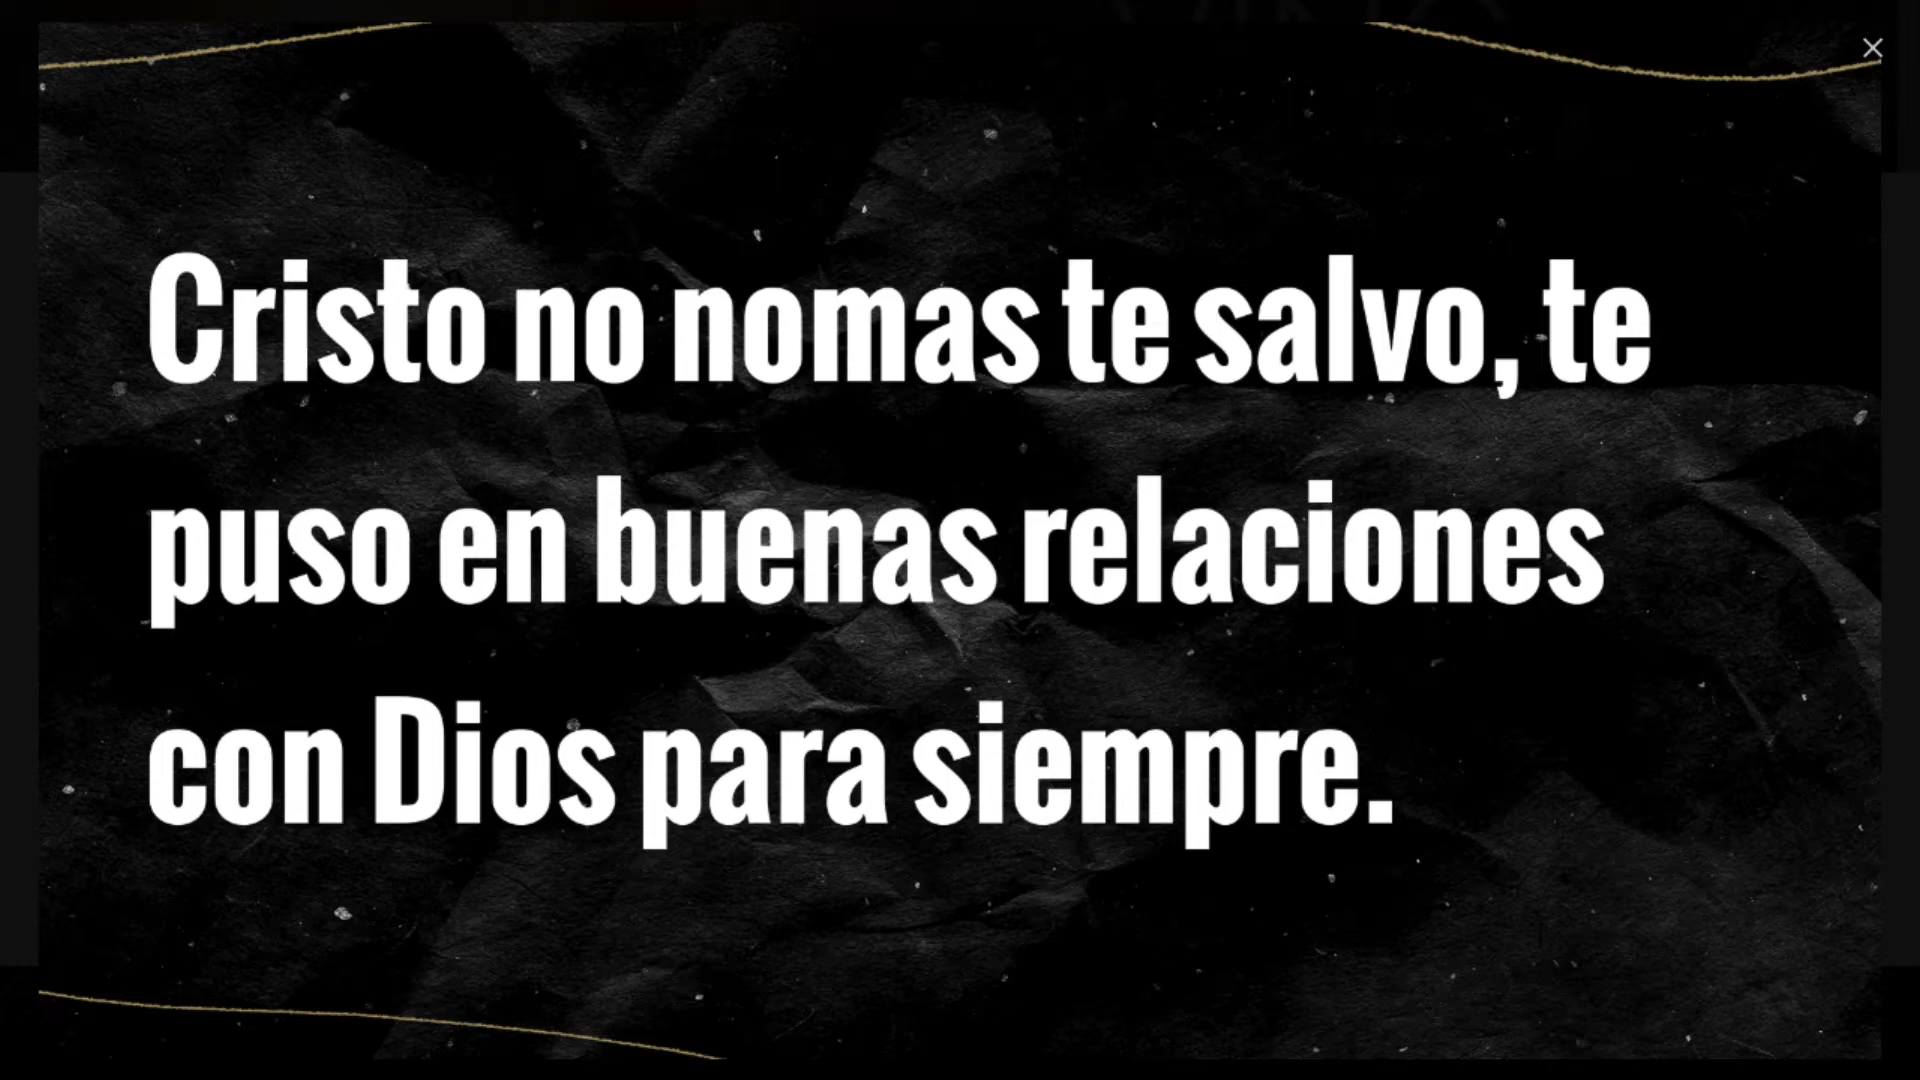 Cristo no nomas te salvo, te
puso en buenas relaciones
con Dios para siempre.